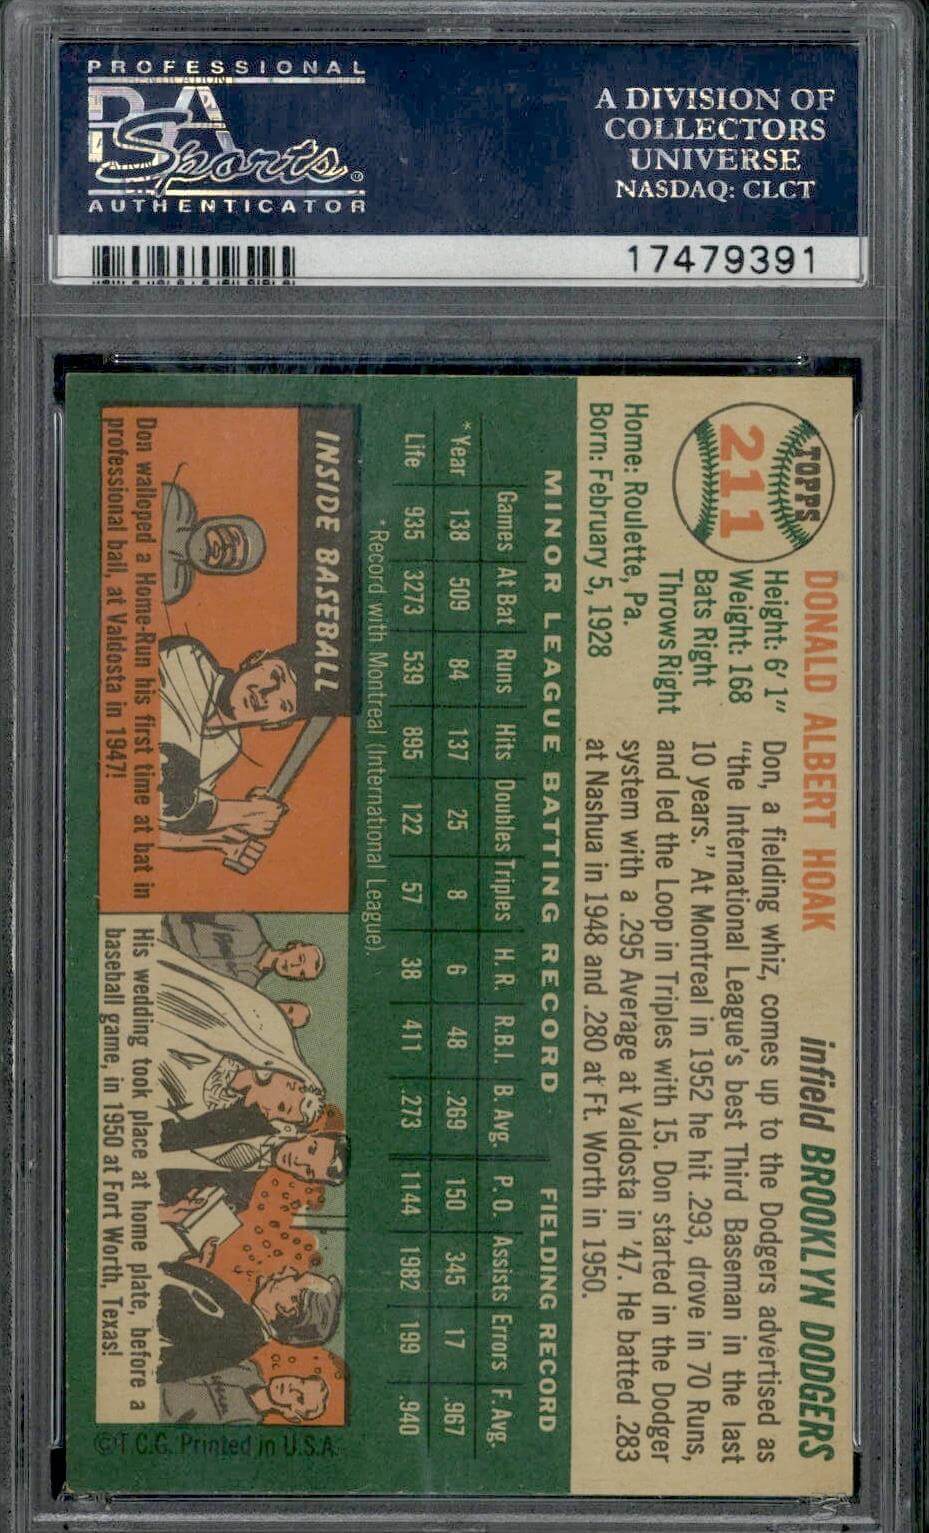 PROFESSIONAL
PSA
Sports
AUTHENTICATOR
A DIVISION OF
COLLECTORS
UNIVERSE
NASDAQ: CLCT
17479391
TOPPS
211
DONALD ALBERT HOAK
infield BROOKLYN DODGERS
Height: 6' 1"
Weight: 168
Bats Right
Throws Right
Home: Roulette, Pa.
Born: February 5, 1928
Don, a fielding whiz, comes up to the Dodgers advertised as
"the International League's best Third Baseman in the last
10 years." At Montreal in 1952 he hit .293, drove in 70 Runs,
and led the Loop in Triples with 15. Don started in the Dodger
system with a .295 Average at Valdosta in '47. He batted .283
at Nashua in 1948 and .280 at Ft. Worth in 1950.
MINOR LEAGUE BATTING RECORD FIELDING RECORD
Games At Bat Runs Hits Doubles Triples H. R. R.B.I. B. Avg. P. O. Assists Errors F. Avg.
*Year 138 509 84 137 25 8 6 48 .269 150 345 17 .967
Life 935 3273 539 895 122 57 38 411 .273 1144 1982 199 .940
*Record with Montreal (International League).
INSIDE BASEBALL
Don walloped a Home-Run his first time at bat in
professional ball, at Valdosta in 1947!
His wedding took place at home plate, before a
baseball game, in 1950 at Fort Worth, Texas!
©T.C.G. Printed in U.S.A.